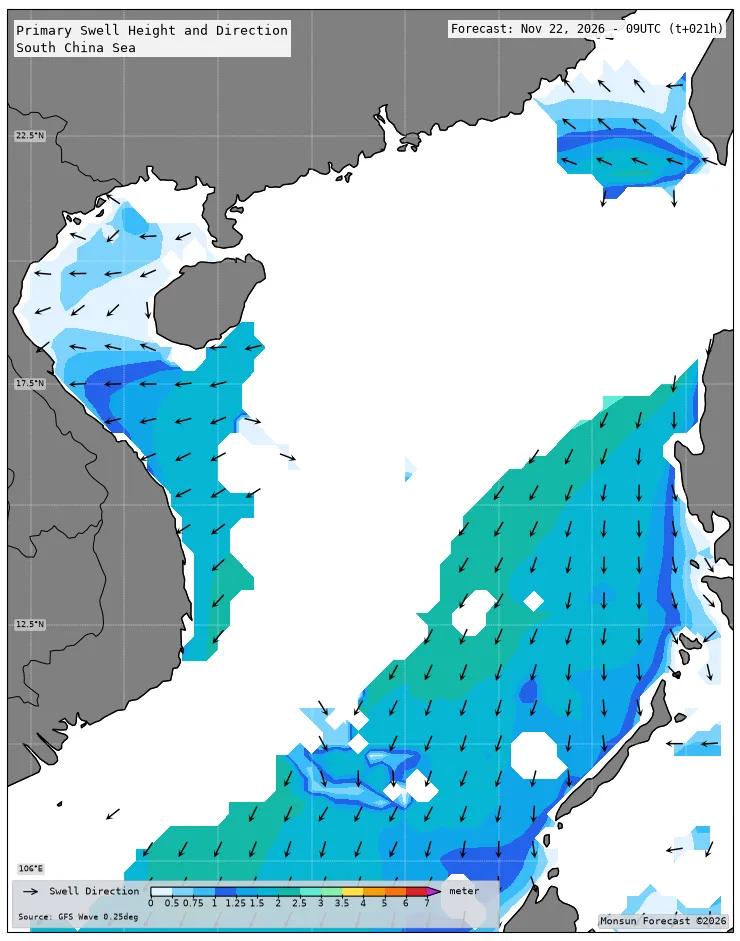 Primary Swell Height and Direction
South China Sea
Forecast: Nov 22, 2026 - 09UTC (t+021h)
22.5°N
17.5°N
12.5°N
106°E
Swell Direction
meter
0 0.5 0.75 1 1.25 1.5 2 2.5 3 3.5 4 5 6 7
Source: GFS Wave 0.25deg
Monsun Forecast ©2026